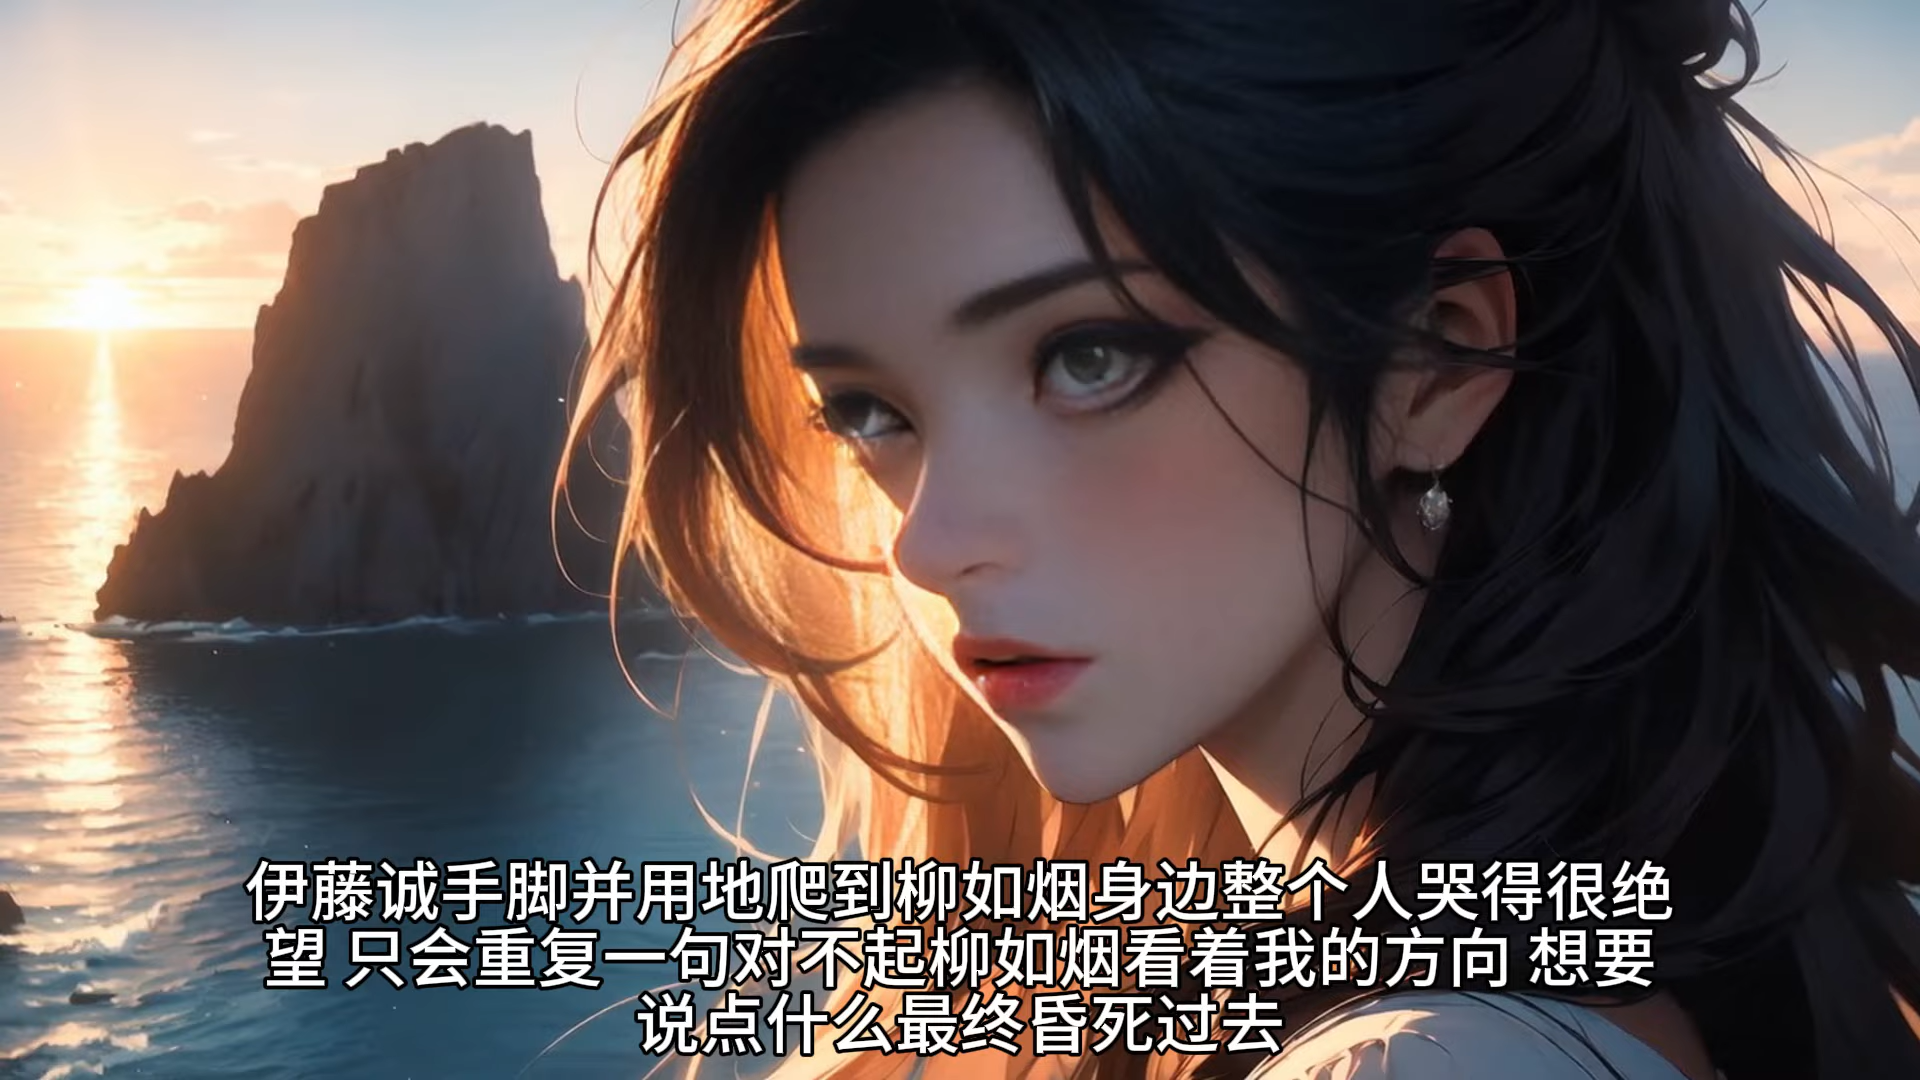 伊藤诚手脚并用地爬到柳如烟身边整个人哭得很绝
望 只会重复一句对不起柳如烟看着我的方向 想要
说点什么最终昏死过去